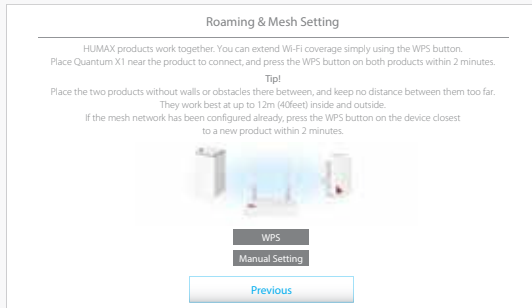 Roaming & Mesh Setting
HUMAX products work together. You can extend Wi-Fi coverage simply using the WPS button.
Place Quantum X1 near the product to connect, and press the WPS button on both products within 2 minutes.
Tip!
Place the two products without walls or obstacles there between, and keep no distance between them too far.
They work best at up to 12m (40feet) inside and outside.
If the mesh network has been configured already, press the WPS button on the device closest
to a new product within 2 minutes.
WPS
Manual Setting
Previous